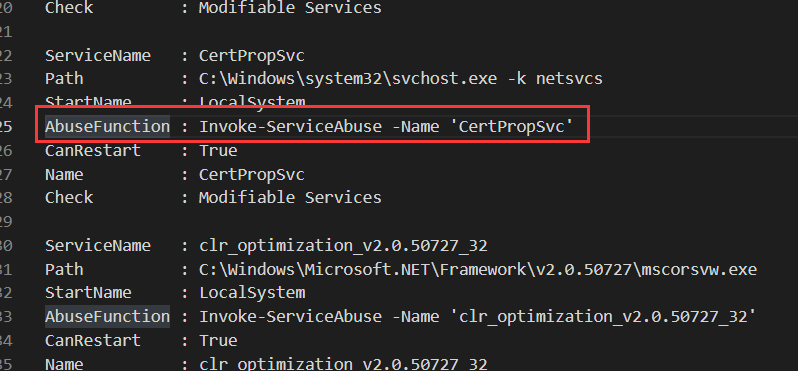 20 Check : Modifiable Services
21
22 ServiceName : CertPropSvc
23 Path : C:\Windows\system32\svchost.exe -k netsvcs
24 StartName : LocalSystem
25 AbuseFunction : Invoke-ServiceAbuse -Name 'CertPropSvc'
26 CanRestart : True
27 Name : CertPropSvc
28 Check : Modifiable Services
29
30 ServiceName : clr_optimization_v2.0.50727_32
31 Path : C:\Windows\Microsoft.NET\Framework\v2.0.50727\mscorsvw.exe
32 StartName : LocalSystem
33 AbuseFunction : Invoke-ServiceAbuse -Name 'clr_optimization_v2.0.50727_32'
34 CanRestart : True
35 Name : clr_optimization_v2.0.50727_32